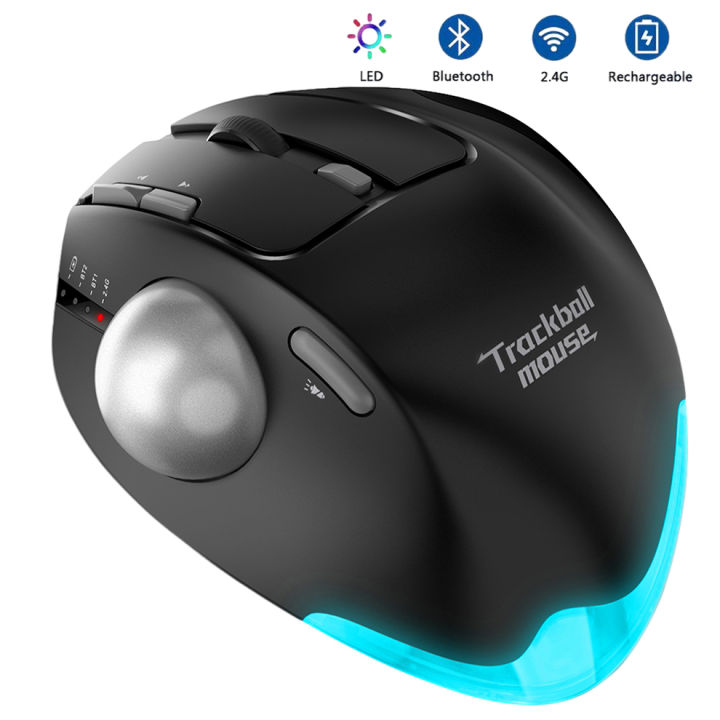 LED
Bluetooth
2.4G
Rechargeable
BT2
BT1
2.4G
Trackball
mouse